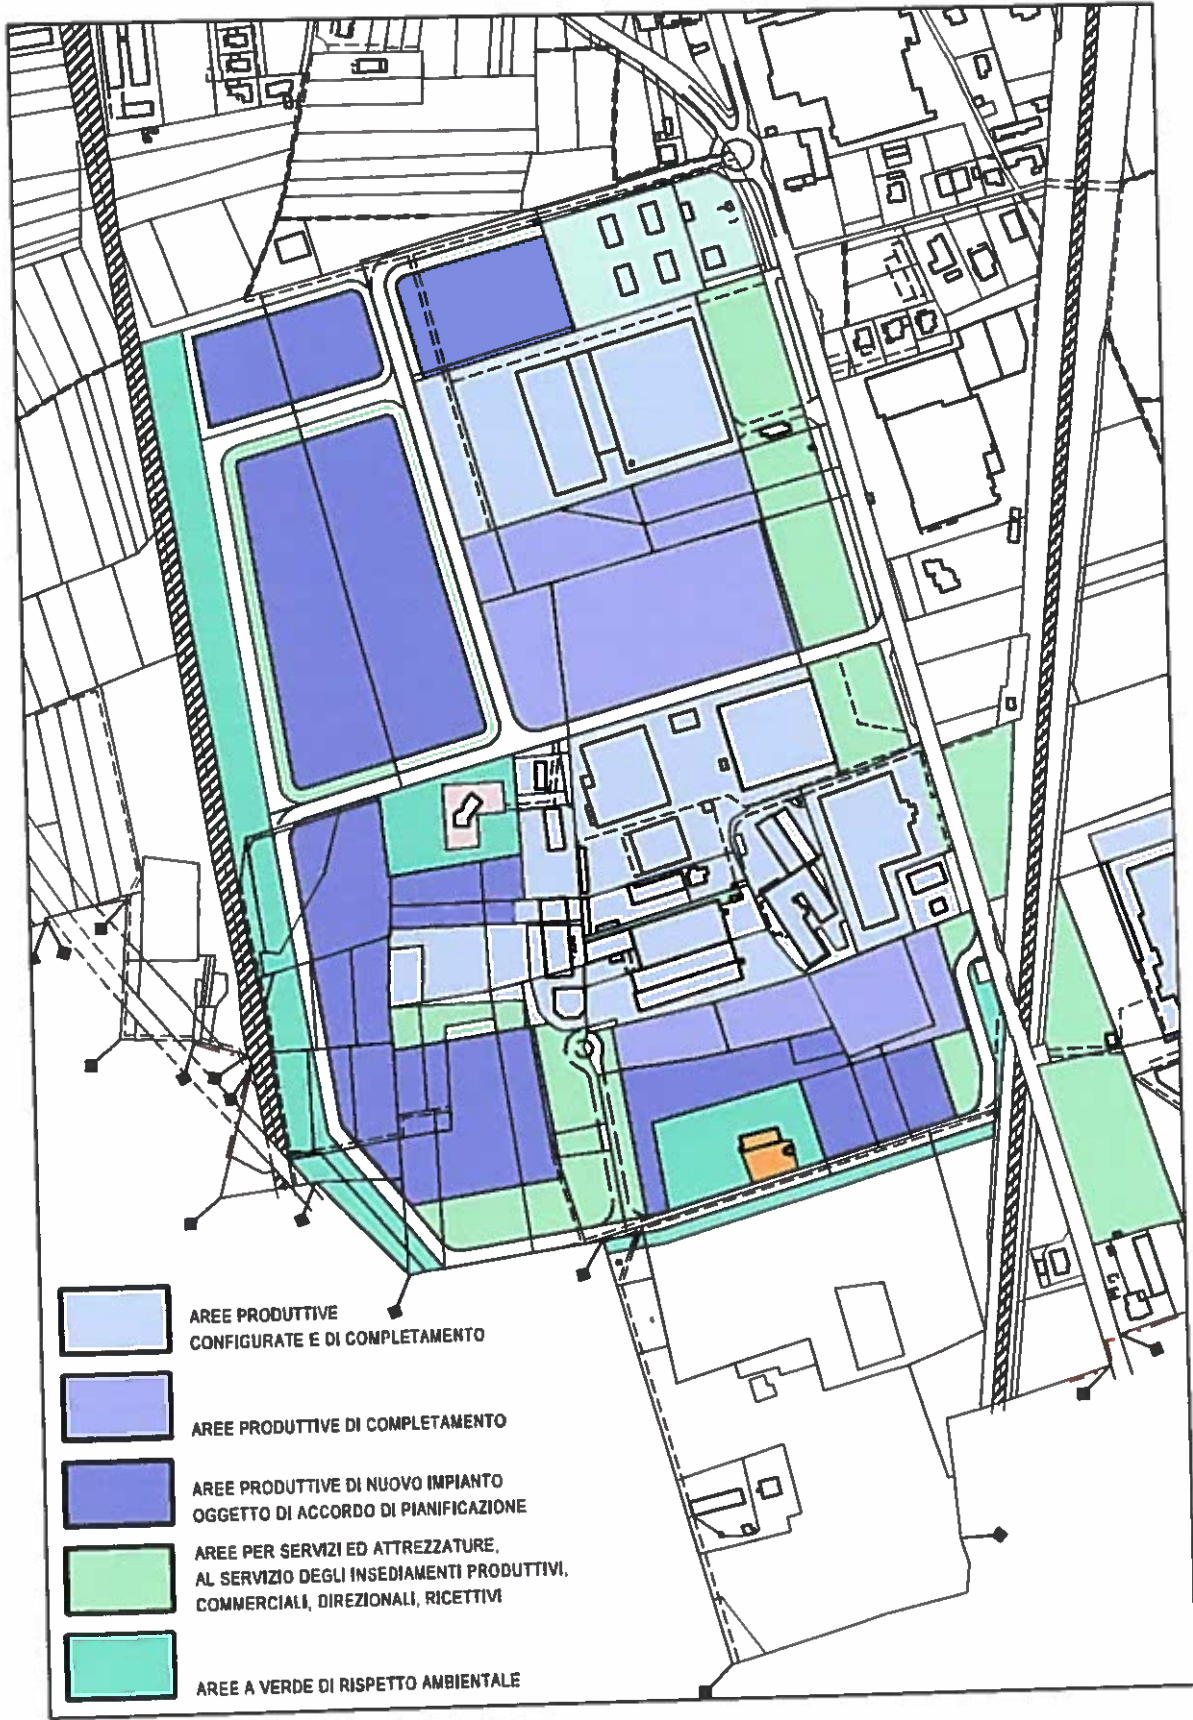 AREE PRODUTTIVE
CONFIGURATE E DI COMPLETAMENTO
AREE PRODUTTIVE DI COMPLETAMENTO
AREE PRODUTTIVE DI NUOVO IMPIANTO
OGGETTO DI ACCORDO DI PIANIFICAZIONE
AREE PER SERVIZI ED ATTREZZATURE,
AL SERVIZIO DEGLI INSEDIAMENTI PRODUTTIVI,
COMMERCIALI, DIREZIONALI, RICETTIVI
AREE A VERDE DI RISPETTO AMBIENTALE